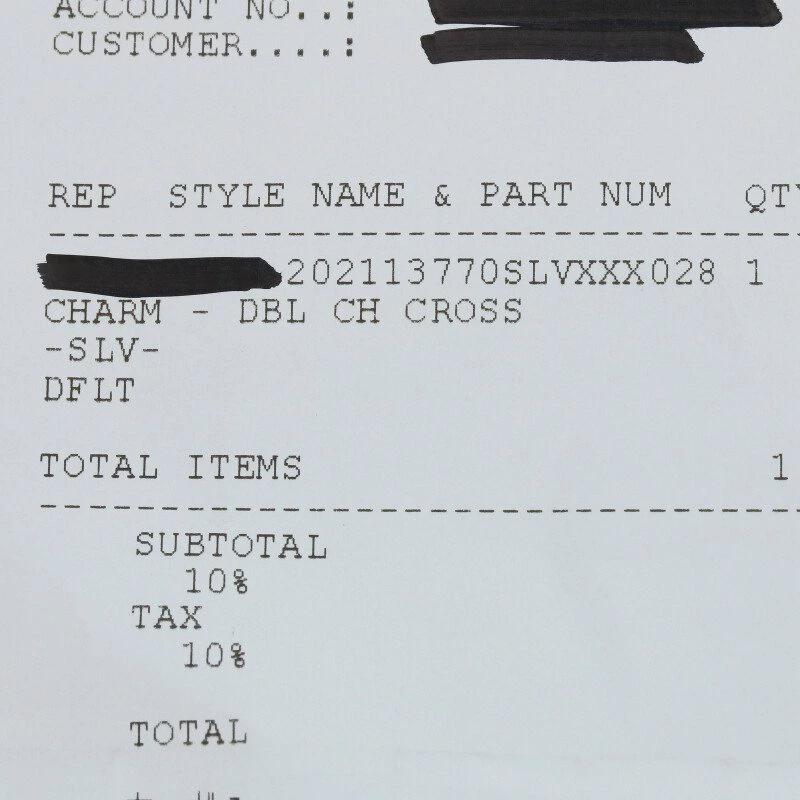 ACCOUNT NO..:
CUSTOMER....:
REP STYLE NAME & PART NUM QTY
202113770SLVXXX028 1
CHARM - DBL CH CROSS
-SLV-
DFLT
TOTAL ITEMS 1
SUBTOTAL
10%
TAX
10%
TOTAL